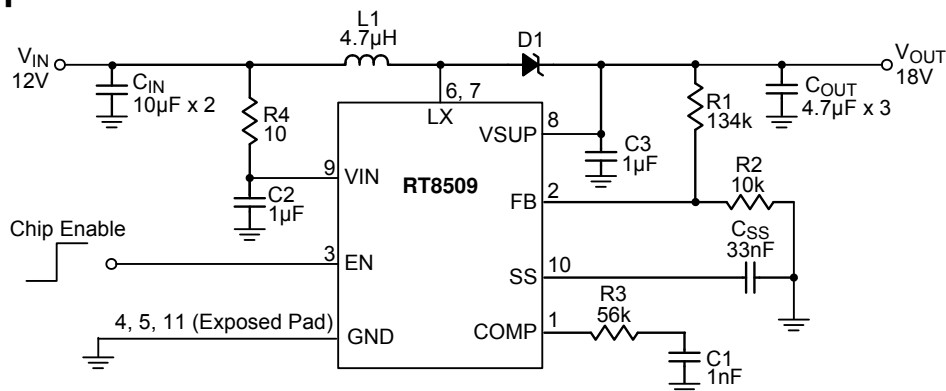 L1
4.7µH
D1
VIN
12V
VOUT
18V
CIN
10µF x 2
6, 7
LX
R1
134k
COUT
4.7µF x 3
R4
10
8
VSUP
C3
1µF
9
VIN
RT8509
R2
10k
C2
1µF
2
FB
Chip Enable
CSS
33nF
3
EN
10
SS
R3
56k
4, 5, 11 (Exposed Pad)
GND
1
COMP
C1
1nF